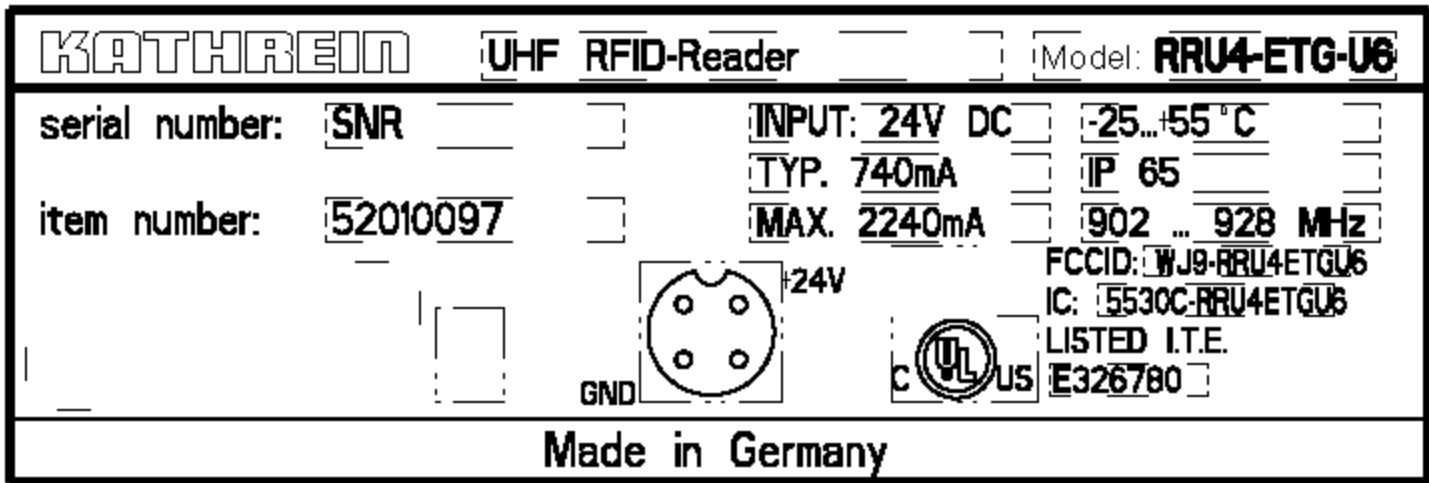 KATHREIN UHF RFID-Reader Model: RRU4-ETG-U6
serial number: SNR INPUT: 24V DC -25...+55°C
TYP. 740mA IP 65
item number: 52010097 MAX. 2240mA 902 ... 928 MHz
FCCID: WJ9-RRU4ETGU6
+24V
IC: 5530C-RRU4ETGU6
LISTED I.T.E.
GND C UL US E326780
Made in Germany